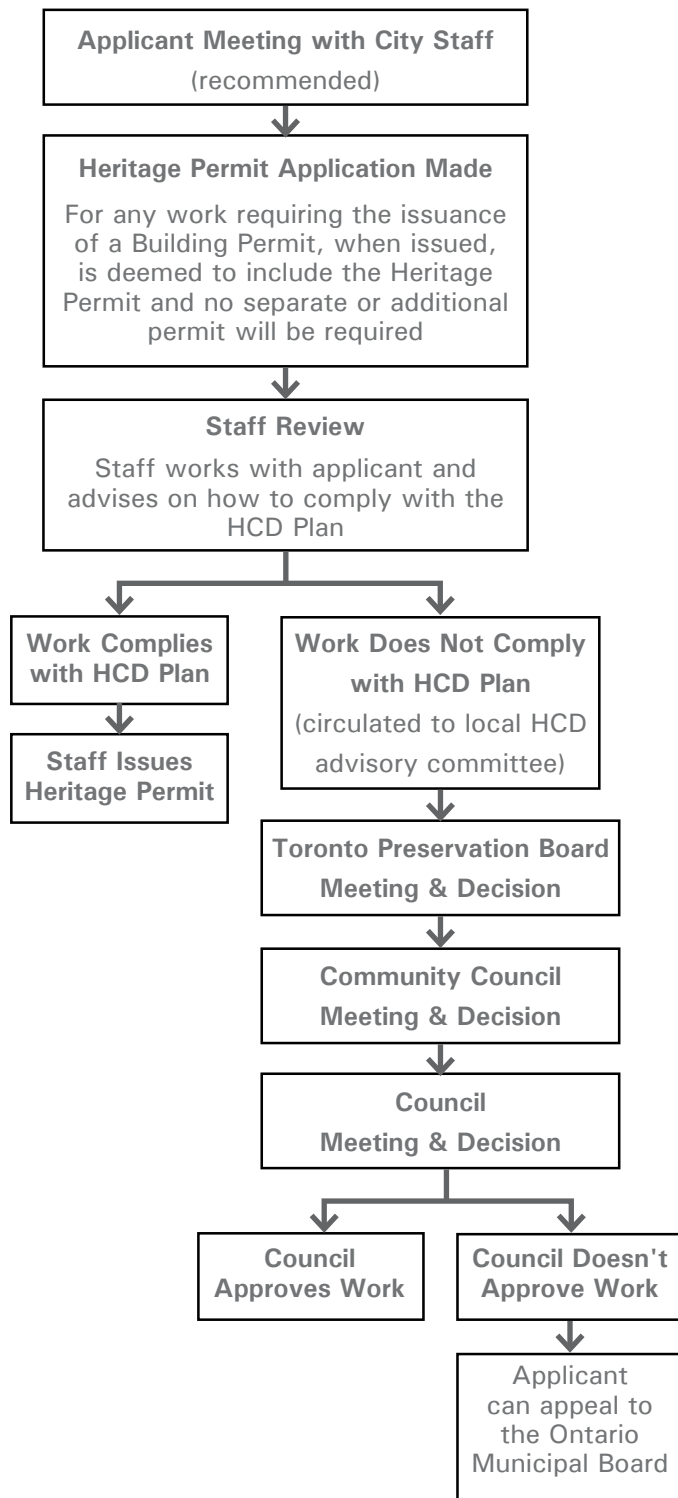 Applicant Meeting with City Staff
(recommended)
Heritage Permit Application Made
For any work requiring the issuance
of a Building Permit, when issued,
is deemed to include the Heritage
Permit and no separate or additional
permit will be required
Staff Review
Staff works with applicant and
advises on how to comply with the
HCD Plan
Work Complies
with HCD Plan
Staff Issues
Heritage Permit
Work Does Not Comply
with HCD Plan
(circulated to local HCD
advisory committee)
Toronto Preservation Board
Meeting & Decision
Community Council
Meeting & Decision
Council
Meeting & Decision
Council
Approves Work
Council Doesn't
Approve Work
Applicant
can appeal to
the Ontario
Municipal Board